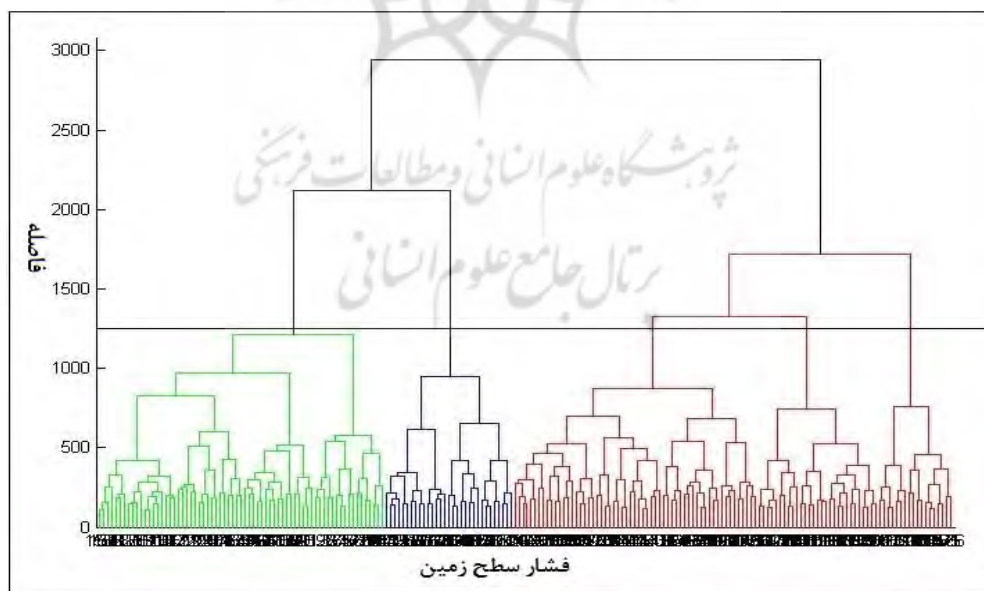 3000
2500
پژوهشگاه علوم انسانی و مطالعات فرهنگی
2000
فاصله
پرتال جامع علوم انسانی
1500
1000
500
0
فشار سطح زمین